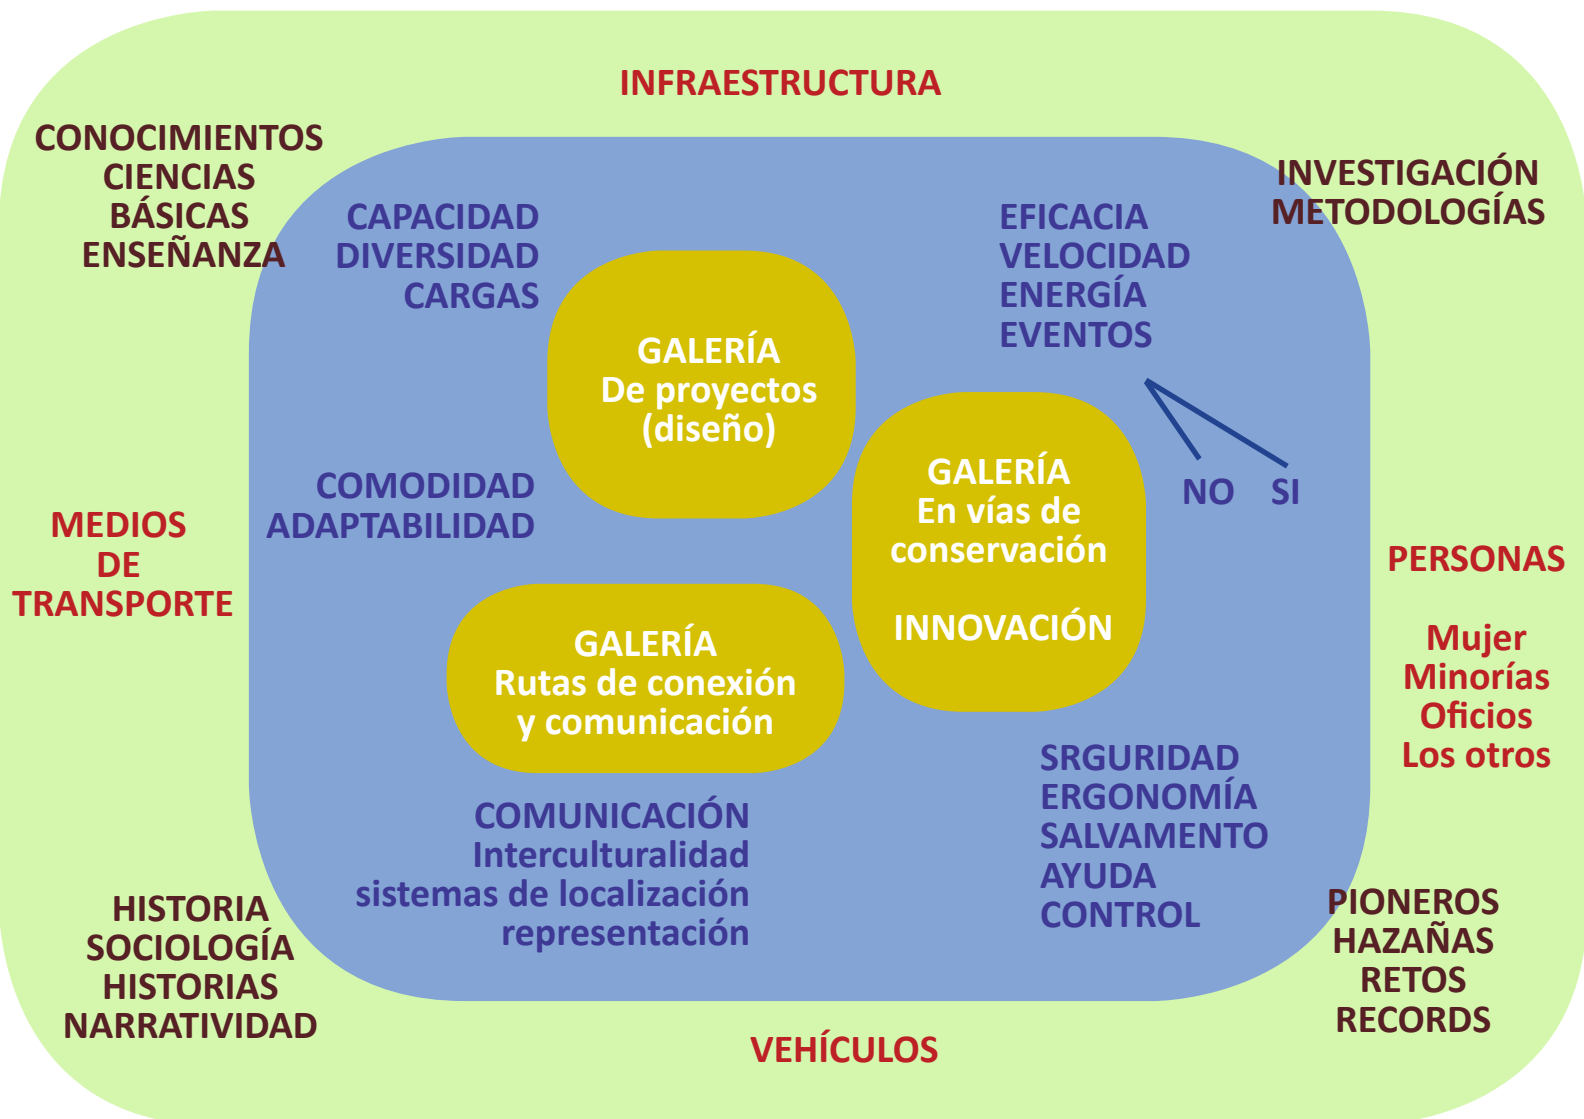 INFRAESTRUCTURA
CONOCIMIENTOS
CIENCIAS
BÁSICAS
ENSEÑANZA
INVESTIGACIÓN
METODOLOGÍAS
CAPACIDAD
DIVERSIDAD
CARGAS
EFICACIA
VELOCIDAD
ENERGÍA
EVENTOS
NO SI
GALERÍA
De proyectos
(diseño)
GALERÍA
En vías de
conservación
INNOVACIÓN
COMODIDAD
ADAPTABILIDAD
MEDIOS
DE
TRANSPORTE
PERSONAS
Mujer
Minorías
Oficios
Los otros
GALERÍA
Rutas de conexión
y comunicación
COMUNICACIÓN
Interculturalidad
sistemas de localización
representación
SRGURIDAD
ERGONOMÍA
SALVAMENTO
AYUDA
CONTROL
HISTORIA
SOCIOLOGÍA
HISTORIAS
NARRATIVIDAD
PIONEROS
HAZAÑAS
RETOS
RECORDS
VEHÍCULOS